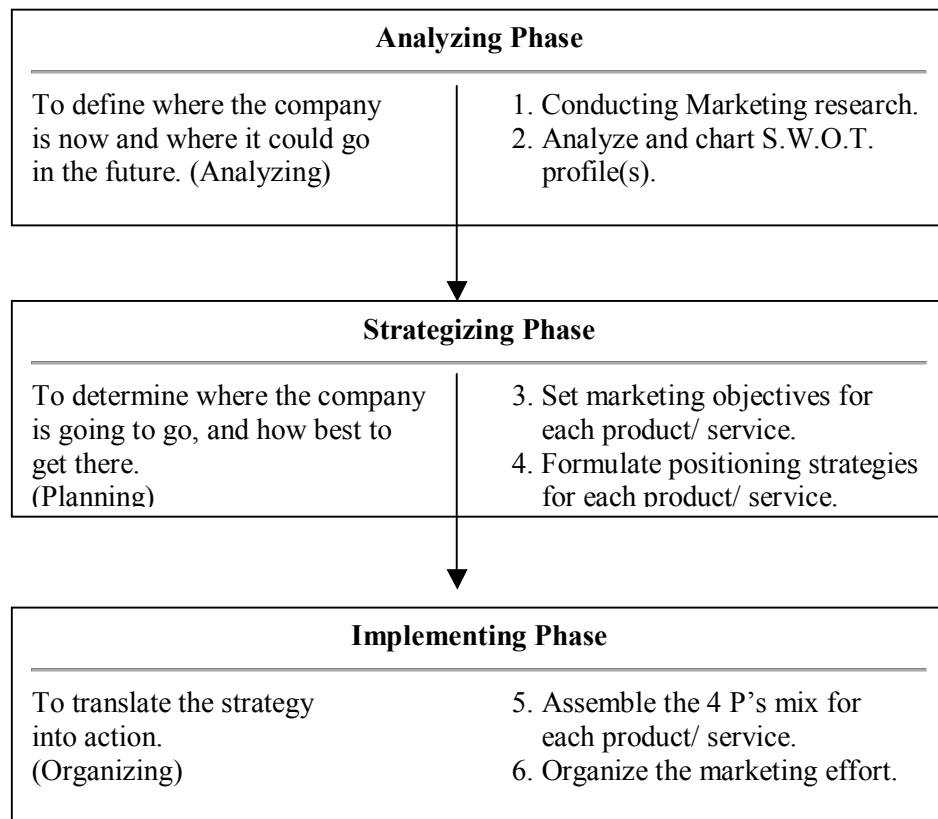 Analyzing Phase
To define where the company
is now and where it could go
in the future. (Analyzing)
1. Conducting Marketing research.
2. Analyze and chart S.W.O.T.
profile(s).
Strategizing Phase
To determine where the company
is going to go, and how best to
get there.
(Planning)
3. Set marketing objectives for
each product/ service.
4. Formulate positioning strategies
for each product/ service.
Implementing Phase
To translate the strategy
into action.
(Organizing)
5. Assemble the 4 P’s mix for
each product/ service.
6. Organize the marketing effort.